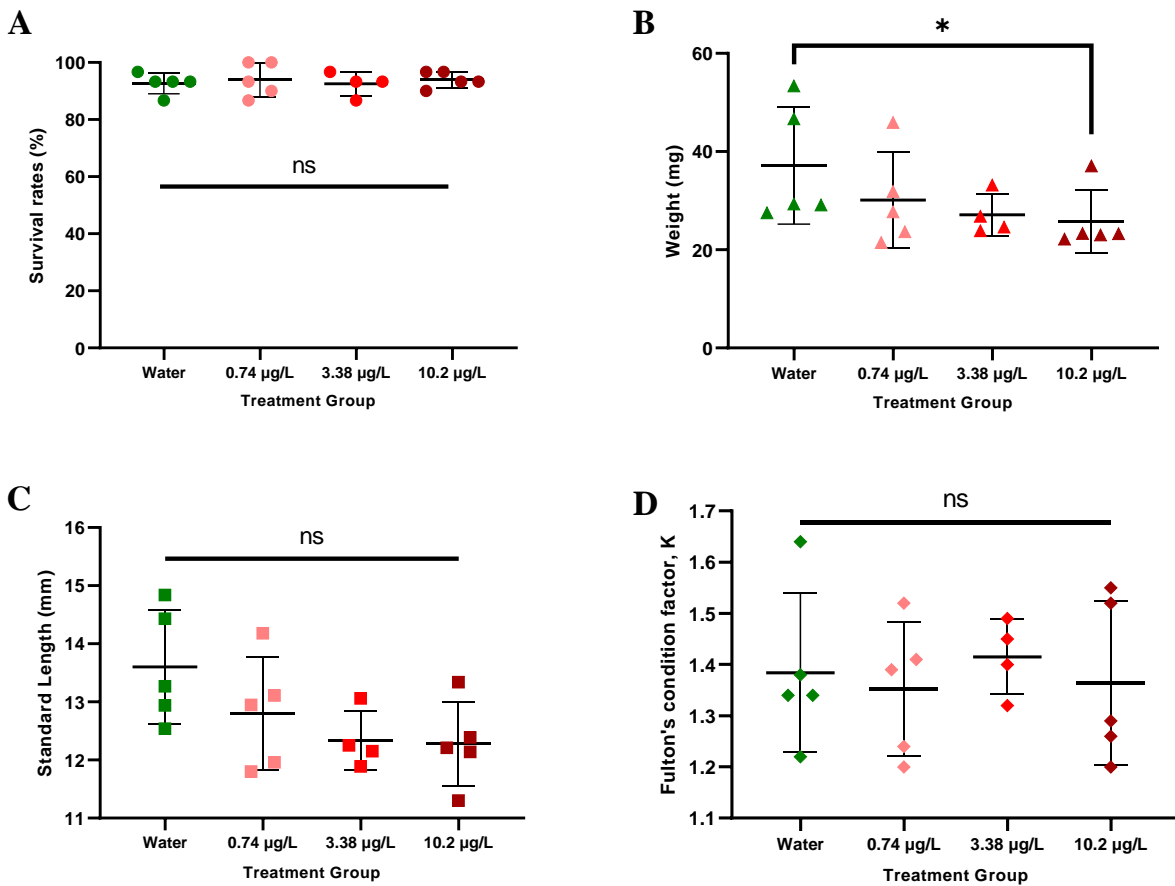 A
Survival rates (%)
100
80
60
40
20
0
ns
Water 0.74 µg/L 3.38 µg/L 10.2 µg/L
Treatment Group
B
Weight (mg)
60
40
20
0
*
Water 0.74 µg/L 3.38 µg/L 10.2 µg/L
Treatment Group
C
Standard Length (mm)
16
15
14
13
12
11
ns
Water 0.74 µg/L 3.38 µg/L 10.2 µg/L
Treatment Group
D
Fulton's condition factor, K
1.7
1.6
1.5
1.4
1.3
1.2
1.1
ns
Water 0.74 µg/L 3.38 µg/L 10.2 µg/L
Treatment Group